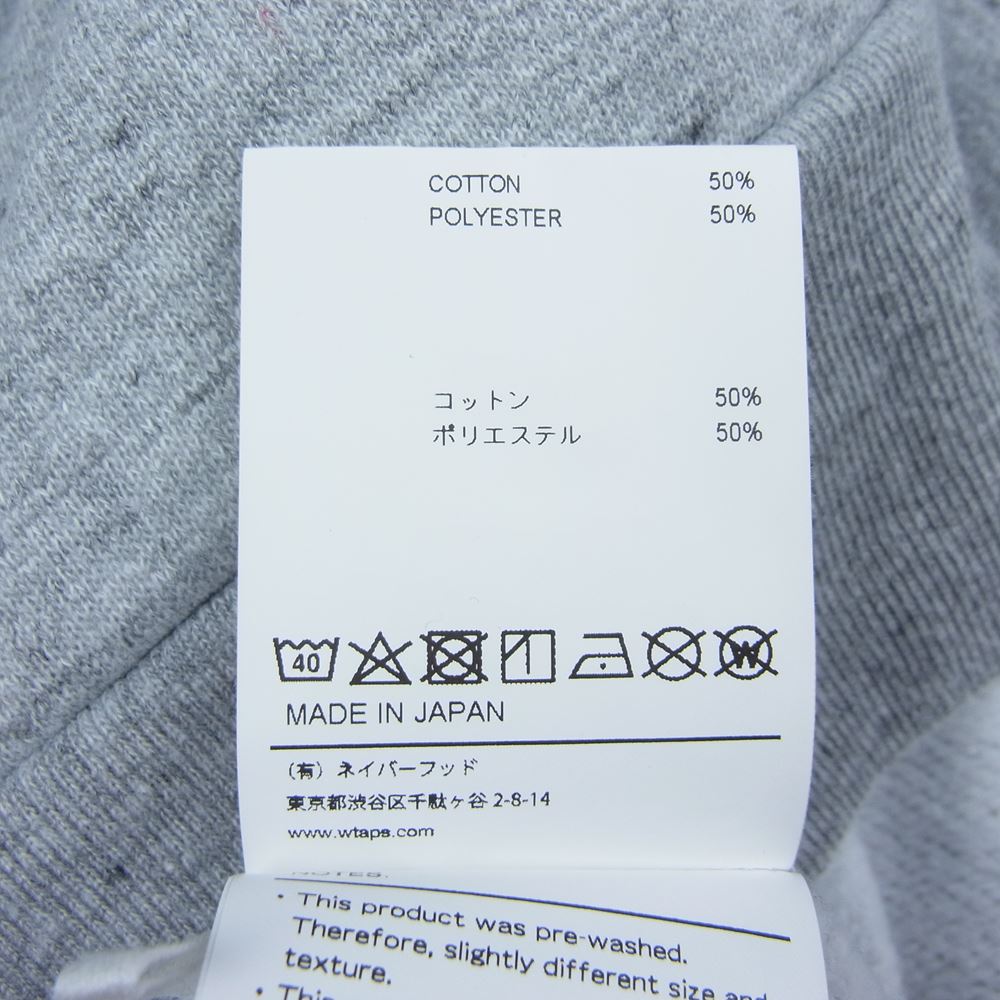 COTTON 50%
POLYESTER 50%
コットン 50%
ポリエステル 50%
40 W
MADE IN JAPAN
(有) ネイバーフッド
東京都渋谷区千駄ヶ谷 2-8-14
www.wtaps.com
NOTES:
・This product was pre-washed.
Therefore, slightly different size and
texture.
・This